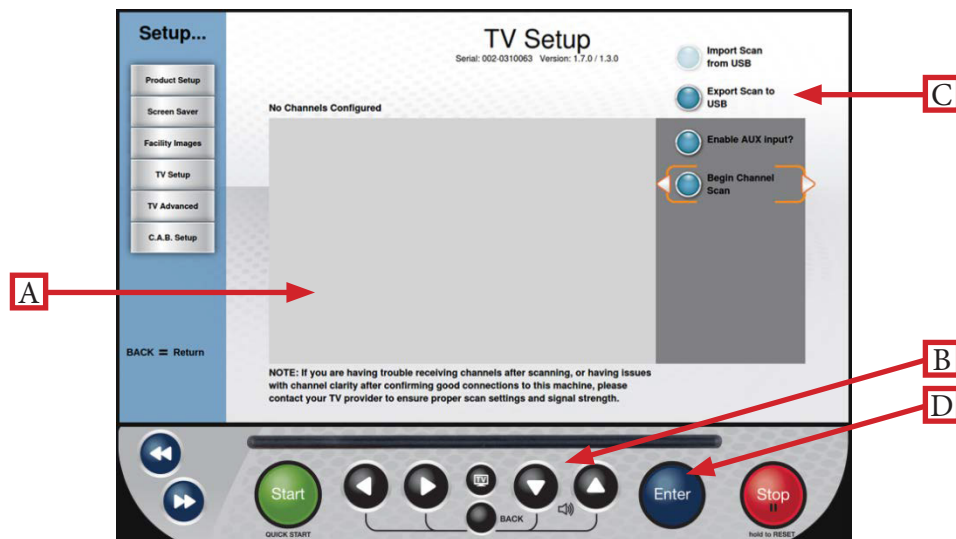 Setup...
TV Setup
Serial: 002-0310063 Version: 1.7.0 / 1.3.0
Import Scan
from USB
Export Scan to
USB
C
Product Setup
Screen Saver
Facility Images
TV Setup
TV Advanced
C.A.B. Setup
No Channels Configured
Enable AUX input?
Begin Channel
Scan
A
BACK = Return
NOTE: If you are having trouble receiving channels after scanning, or having issues
with channel clarity after confirming good connections to this machine, please
contact your TV provider to ensure proper scan settings and signal strength.
B
D
Start
QUICK START
TV
BACK
Enter
Stop
hold to RESET